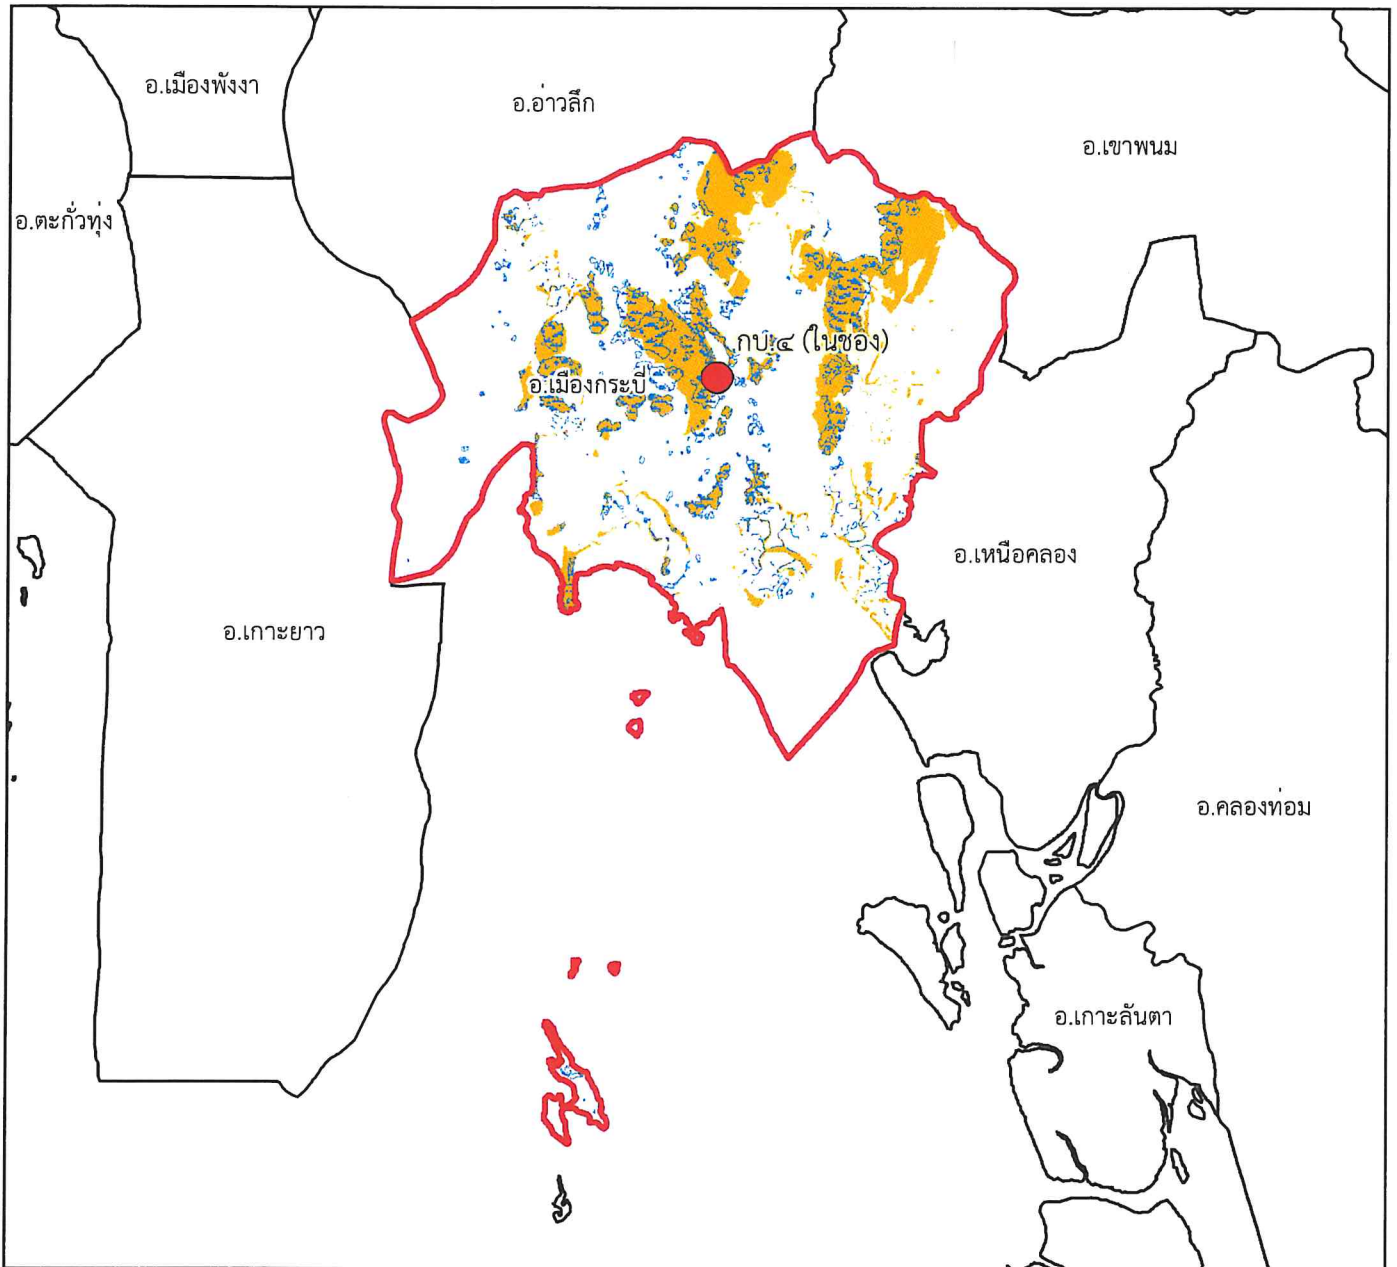 อ.เมืองพังงา
อ.อ่าวลึก
อ.เขาพนม
อ.ตะกั่วทุ่ง
กบ.๔ (ในช่อง)
อ.เมืองกระบี่
อ.เหนือคลอง
อ.เกาะยาว
อ.คลองท่อม
อ.เกาะลันตา